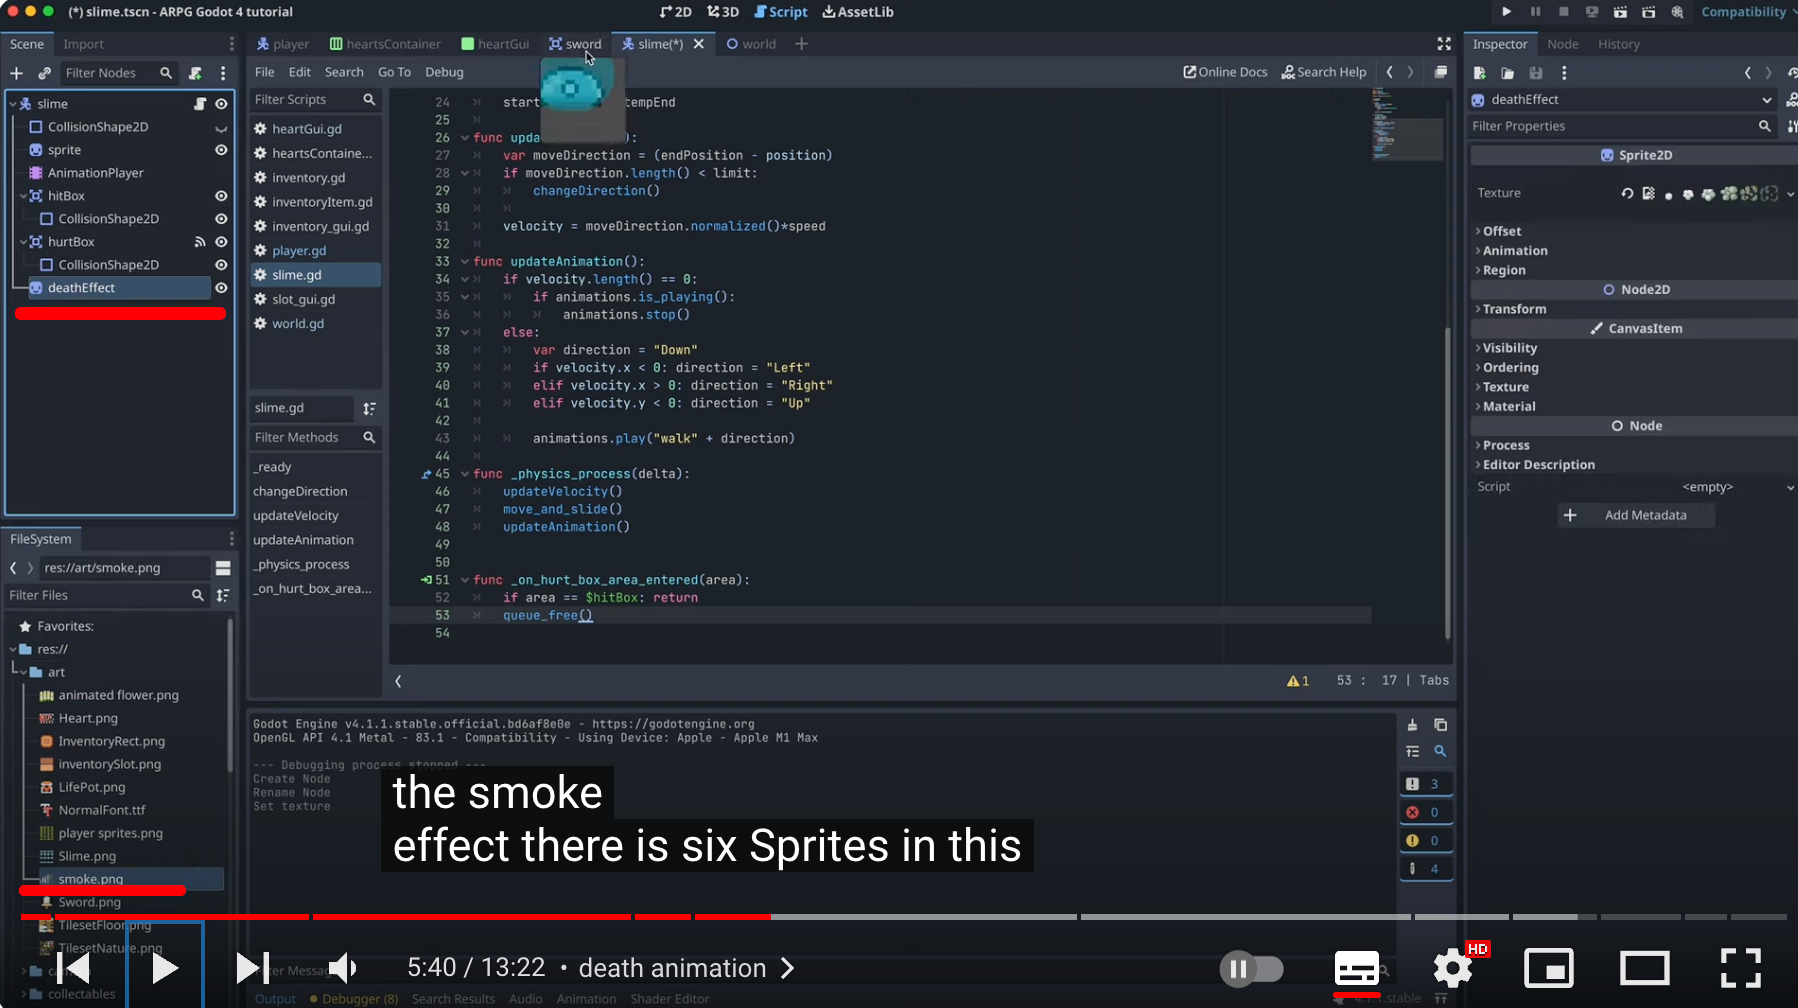 (*) slime.tscn - ARPG Godot 4 tutorial
2D 3D Script AssetLib
Compatibility
Scene Import
player heartsContainer heartGui sword slime(*) world
Inspector Node History
Filter Nodes
File Edit Search Go To Debug
Online Docs Search Help
slime
CollisionShape2D
sprite
AnimationPlayer
hitBox
CollisionShape2D
hurtBox
CollisionShape2D
deathEffect
Filter Scripts
heartGui.gd
heartsContaine...
inventory.gd
inventoryItem.gd
inventory_gui.gd
player.gd
slime.gd
slot_gui.gd
world.gd
slime.gd
Filter Methods
_ready
changeDirection
updateVelocity
updateAnimation
_physics_process
_on_hurt_box_area...
24 start tempEnd
25
26 func upda ):
27 var moveDirection = (endPosition - position)
28 if moveDirection.length() < limit:
29 changeDirection()
30
31 velocity = moveDirection.normalized()*speed
32
33 func updateAnimation():
34 if velocity.length() == 0:
35 if animations.is_playing():
36 animations.stop()
37 else:
38 var direction = "Down"
39 if velocity.x < 0: direction = "Left"
40 elif velocity.x > 0: direction = "Right"
41 elif velocity.y < 0: direction = "Up"
42
43 animations.play("walk" + direction)
44
45 func _physics_process(delta):
46 updateVelocity()
47 move_and_slide()
48 updateAnimation()
49
50
51 func _on_hurt_box_area_entered(area):
52 if area == $hitBox: return
53 queue_free()
54
1 53 : 17 | Tabs
deathEffect
Filter Properties
Sprite2D
Texture
Offset
Animation
Region
Node2D
Transform
CanvasItem
Visibility
Ordering
Texture
Material
Node
Process
Editor Description
Script <empty>
Add Metadata
FileSystem
res://art/smoke.png
Filter Files
Favorites:
res://
art
animated flower.png
Heart.png
InventoryRect.png
inventorySlot.png
LifePot.png
NormalFont.ttf
player sprites.png
Slime.png
smoke.png
Sword.png
TilesetFloor.png
TilesetNature.png
collectables
Godot Engine v4.1.1.stable.official.bd6af8e0e - https://godotengine.org
OpenGL API 4.1 Metal - 83.1 - Compatibility - Using Device: Apple - Apple M1 Max
--- Debugging process stopped ---
Create Node
Rename Node
Set texture
3
0
0
4
the smoke
effect there is six Sprites in this
5:40 / 13:22 • death animation
HD
Output Debugger (8) Search Results Audio Animation Shader Editor
4.1.1.stable